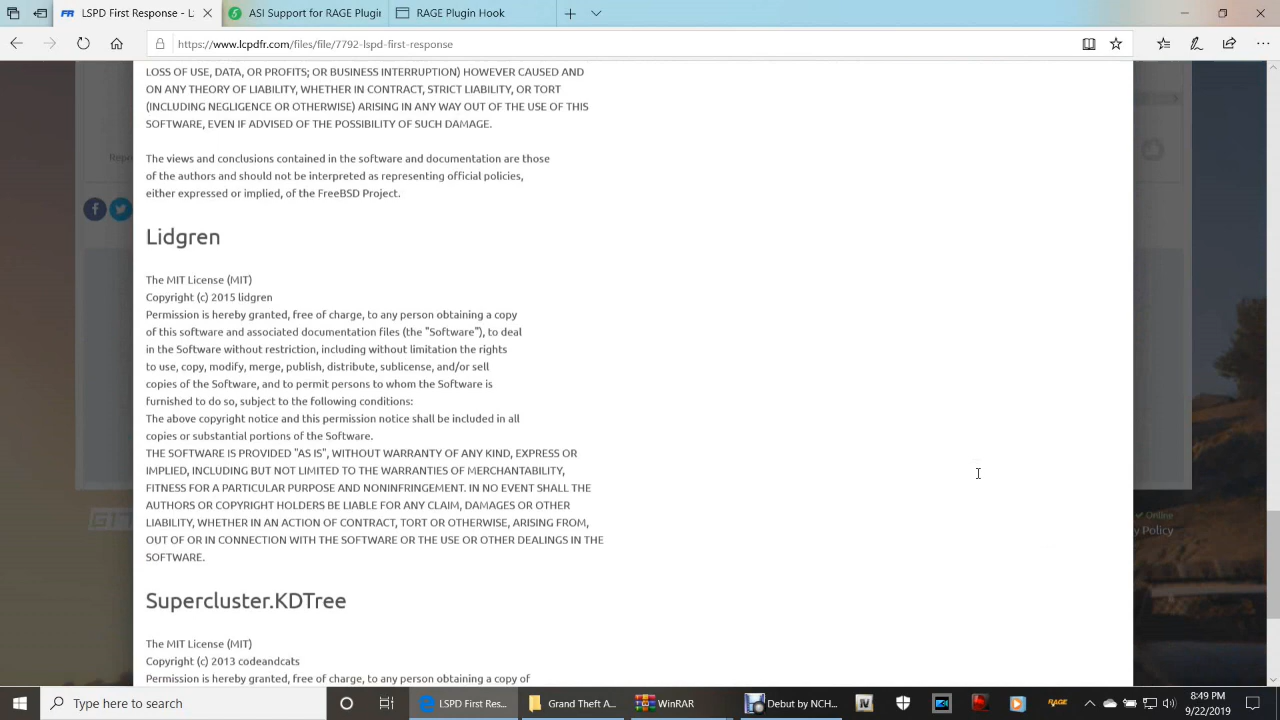 LSPD First Response - L
ASI Downloader
https://www.lcpdfr.com/files/file/7792-lspd-first-response
LOSS OF USE, DATA, OR PROFITS; OR BUSINESS INTERRUPTION) HOWEVER CAUSED AND
ON ANY THEORY OF LIABILITY, WHETHER IN CONTRACT, STRICT LIABILITY, OR TORT
(INCLUDING NEGLIGENCE OR OTHERWISE) ARISING IN ANY WAY OUT OF THE USE OF THIS
SOFTWARE, EVEN IF ADVISED OF THE POSSIBILITY OF SUCH DAMAGE.
The views and conclusions contained in the software and documentation are those
of the authors and should not be interpreted as representing official policies,
either expressed or implied, of the FreeBSD Project.
Lidgren
The MIT License (MIT)
Copyright (c) 2015 lidgren
Permission is hereby granted, free of charge, to any person obtaining a copy
of this software and associated documentation files (the "Software"), to deal
in the Software without restriction, including without limitation the rights
to use, copy, modify, merge, publish, distribute, sublicense, and/or sell
copies of the Software, and to permit persons to whom the Software is
furnished to do so, subject to the following conditions:
The above copyright notice and this permission notice shall be included in all
copies or substantial portions of the Software.
THE SOFTWARE IS PROVIDED "AS IS", WITHOUT WARRANTY OF ANY KIND, EXPRESS OR
IMPLIED, INCLUDING BUT NOT LIMITED TO THE WARRANTIES OF MERCHANTABILITY,
FITNESS FOR A PARTICULAR PURPOSE AND NONINFRINGEMENT. IN NO EVENT SHALL THE
AUTHORS OR COPYRIGHT HOLDERS BE LIABLE FOR ANY CLAIM, DAMAGES OR OTHER
LIABILITY, WHETHER IN AN ACTION OF CONTRACT, TORT OR OTHERWISE, ARISING FROM,
OUT OF OR IN CONNECTION WITH THE SOFTWARE OR THE USE OR OTHER DEALINGS IN THE
SOFTWARE.
Online
y Policy
Supercluster.KDTree
The MIT License (MIT)
Copyright (c) 2013 codeandcats
Permission is hereby granted, free of charge, to any person obtaining a copy of
Type here to search
LSPD First Res...
Grand Theft A...
WinRAR
Debut by NCH...
RAGE
8:49 PM
9/22/2019